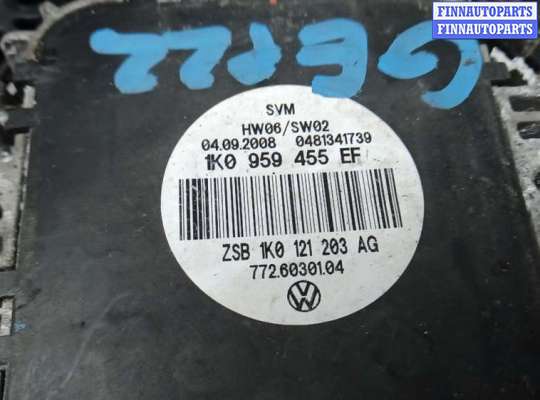 FINNAUTOPARTS
FINNAUTOPARTS
SVM
HW06/SW02
04.09.2008 0481341739
1K0 959 455 EF
ZSB 1K0 121 203 AG
772.60301.04